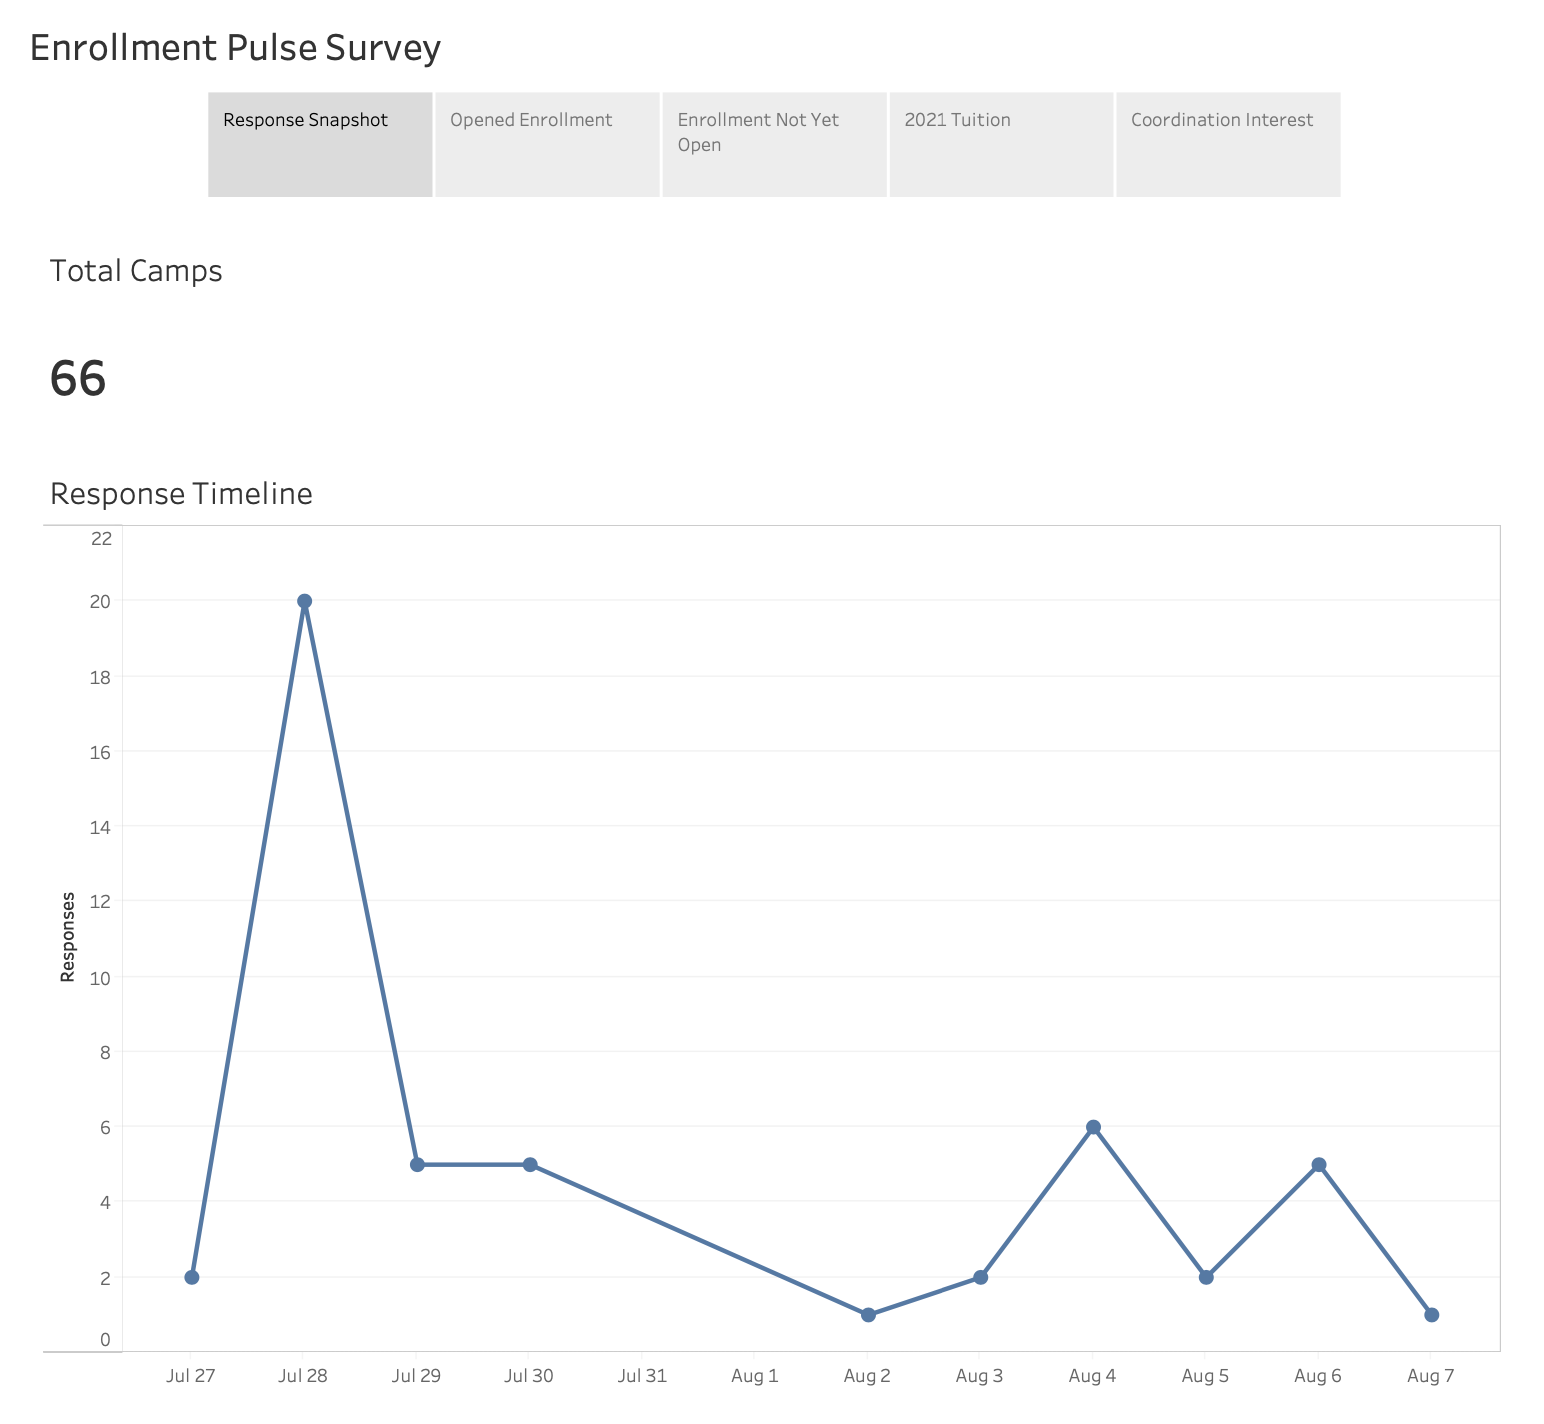 Enrollment Pulse Survey
Response Snapshot
Opened Enrollment
Enrollment Not Yet
Open
2021 Tuition
Coordination Interest
Total Camps
66
Response Timeline
22
20
18
16
14
12
10
8
6
4
2
0
Responses
Jul 27
Jul 28
Jul 29
Jul 30
Jul 31
Aug 1
Aug 2
Aug 3
Aug 4
Aug 5
Aug 6
Aug 7